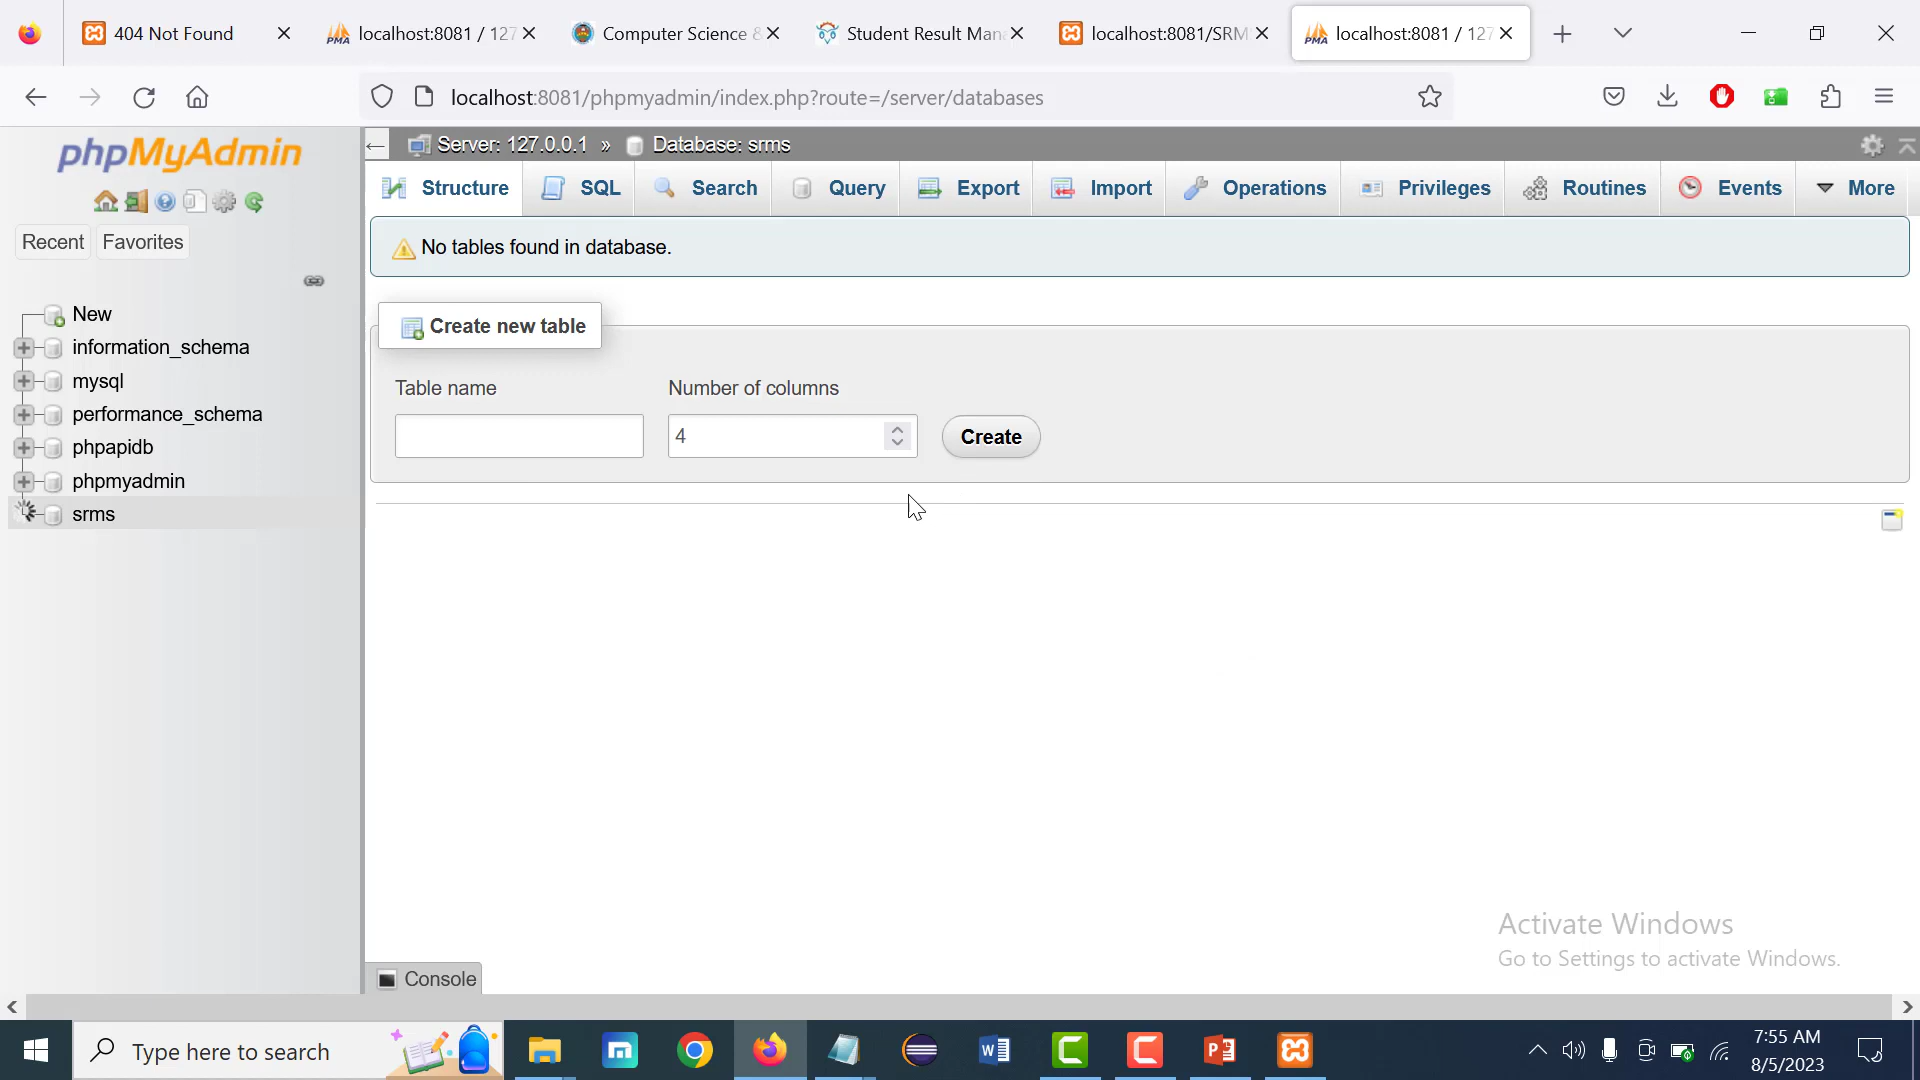 404 Not Found
localhost:8081 / 127
Computer Science &
Student Result Man
localhost:8081/SRM
localhost:8081 / 127
localhost:8081/phpmyadmin/index.php?route=/server/databases
phpMyAdmin
Recent
Favorites
New
information_schema
mysql
performance_schema
phpapidb
phpmyadmin
srms
Server: 127.0.0.1 » Database: srms
Structure
SQL
Search
Query
Export
Import
Operations
Privileges
Routines
Events
More
No tables found in database.
Create new table
Table name
Number of columns
4
Create
Console
Activate Windows
Go to Settings to activate Windows.
Type here to search
7:55 AM
8/5/2023